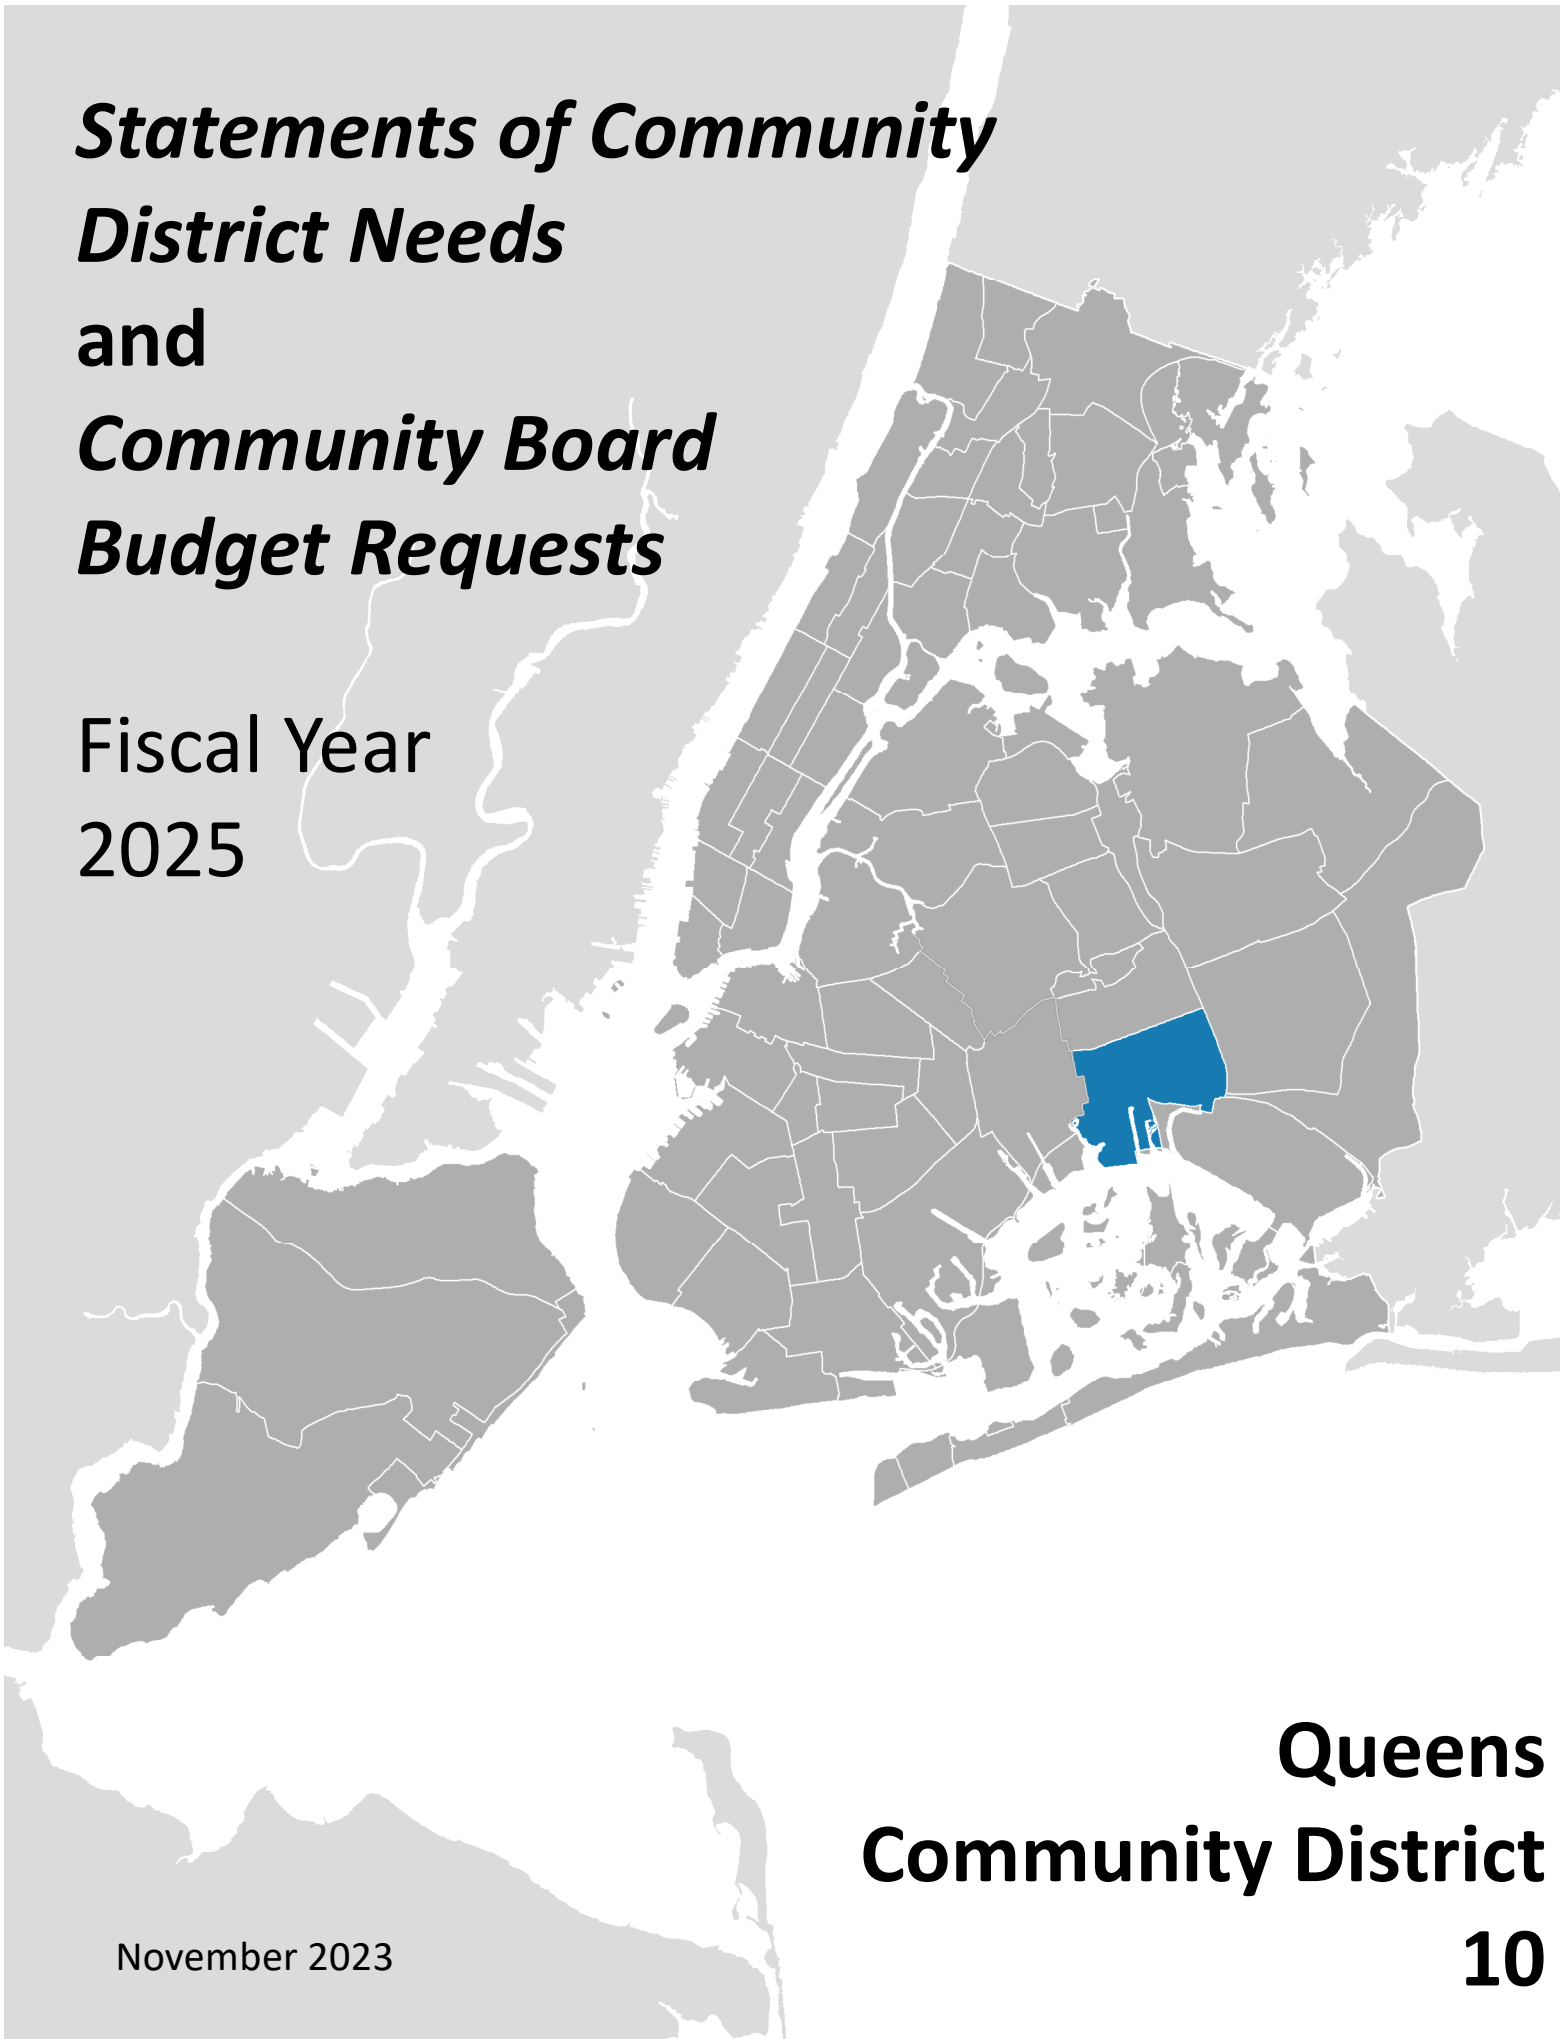 Statements of Community
District Needs
and
Community Board
Budget Requests
Fiscal Year
2025
Queens
Community District
10
November 2023